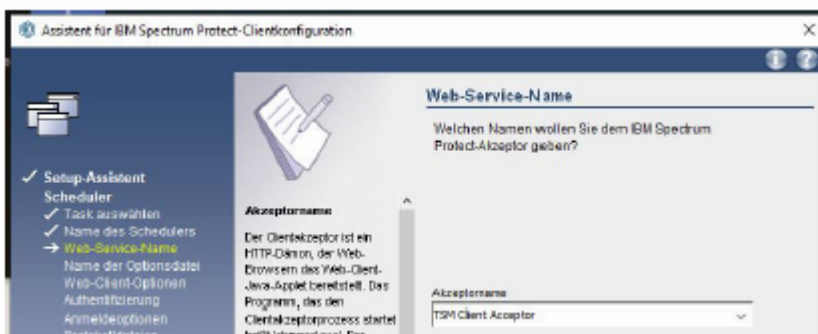 Assistent für IBM Spectrum Protect-Clientkonfiguration
Setup-Assistent
Scheduler
Task auswählen
Name des Schedulers
Web-Service-Name
Name der Optionsdatei
Web-Client-Optionen
Authentifizierung
Anmeldeoptionen
Akzeptorname
Der Clientakzeptor ist ein
HTTP-Dämon, der Web-
Browsern das Web-Client-
Java-Applet bereitstellt. Das
Programm, das den
Clientakzeptorprozess startet
Web-Service-Name
Welchen Namen wollen Sie dem IBM Spectrum
Protect-Akzeptor geben?
Akzeptorname
TSM Client Acceptor